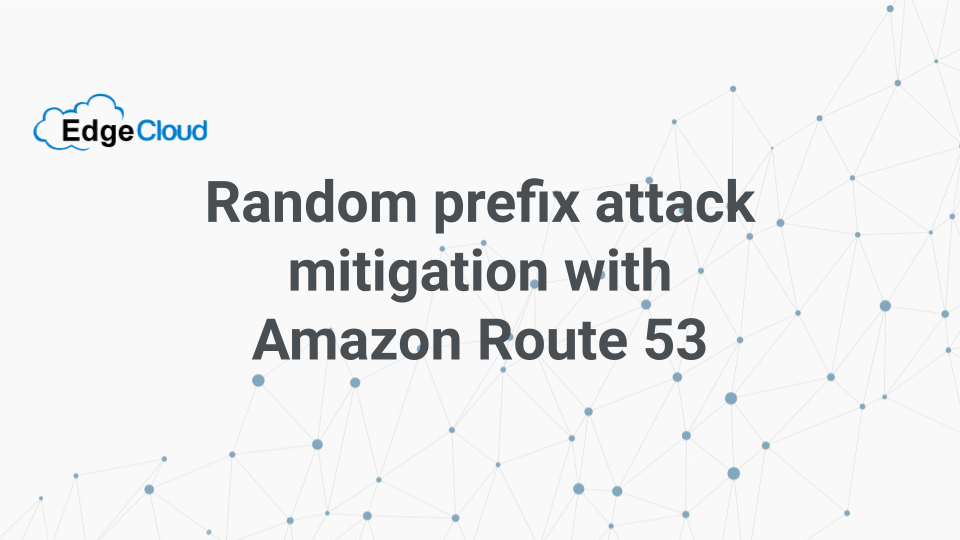 EdgeCloud
Random prefix attack
mitigation with
Amazon Route 53